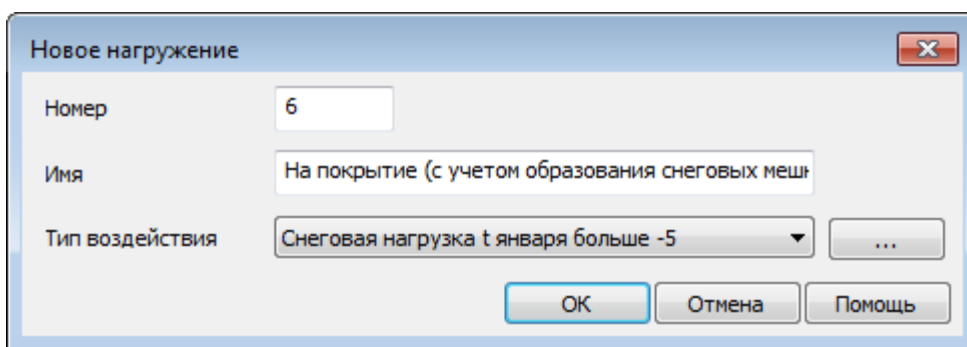 Новое нагружение
Номер 6
Имя На покрытие (с учетом образования снеговых меш
Тип воздействия Снеговая нагрузка t января больше -5 ...
ОК Отмена Помощь